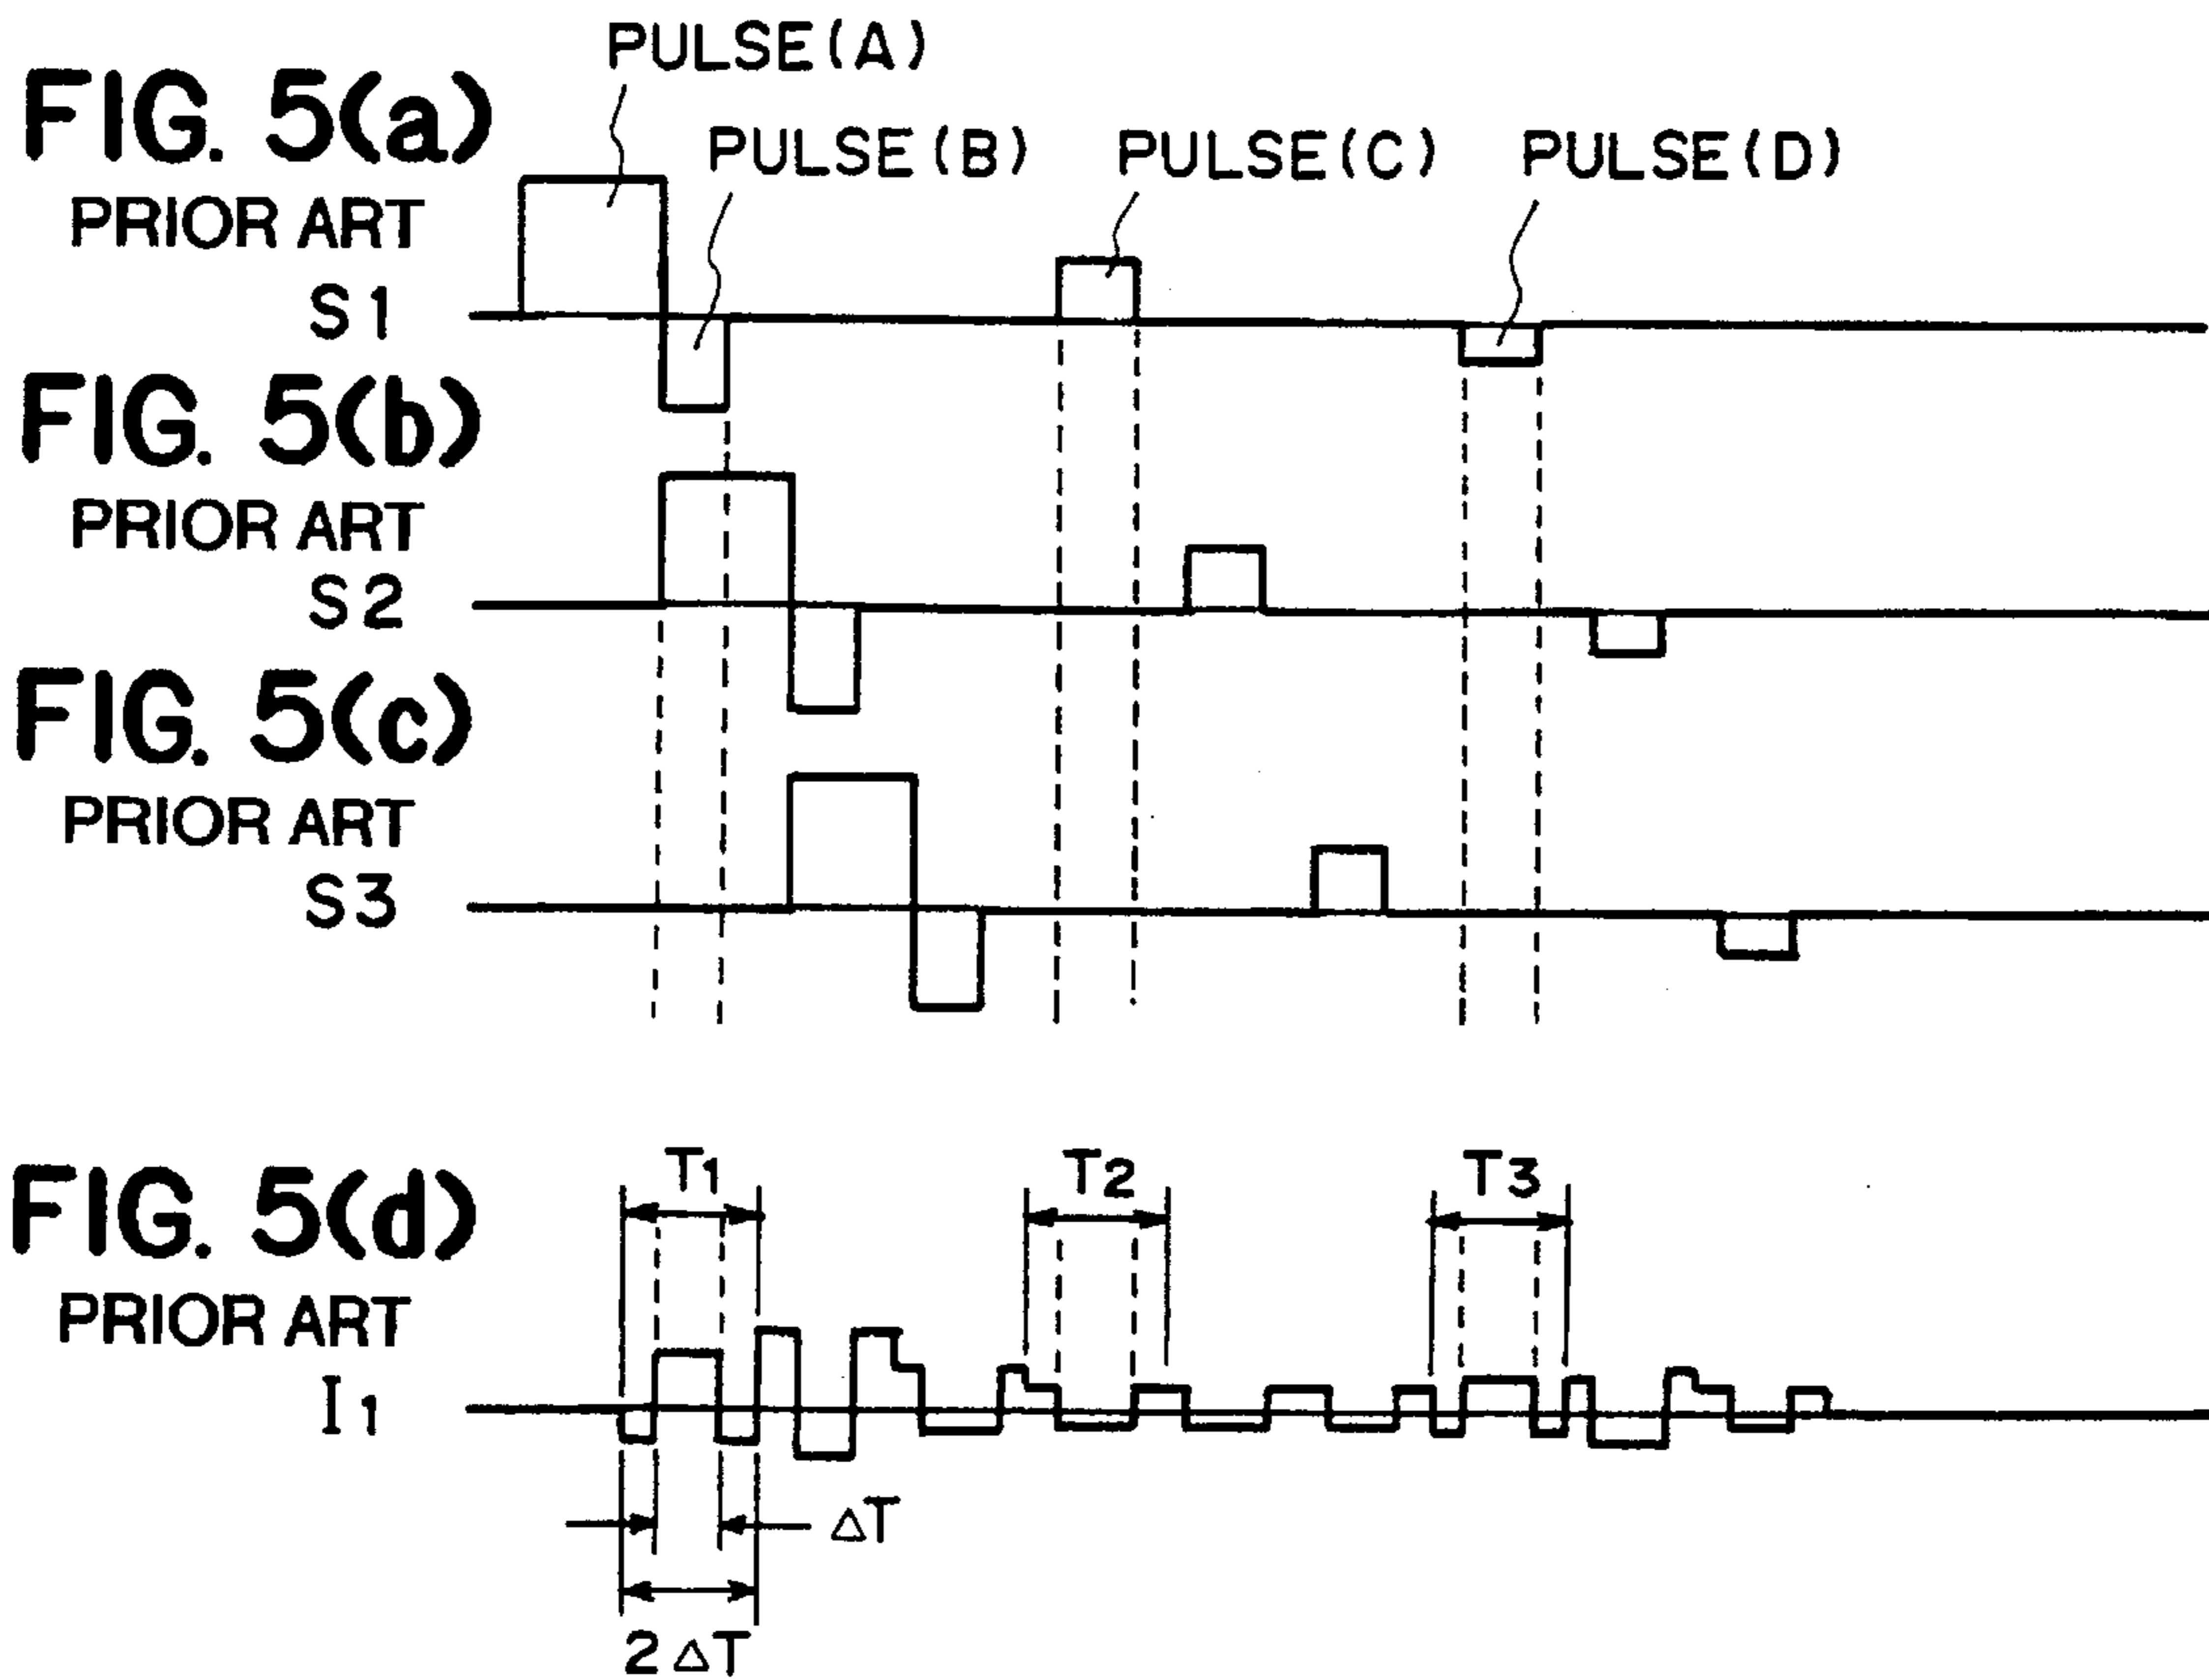 PULSE(A)
FIG. 5(a)
PULSE(B)
PULSE(C)
PULSE(D)
PRIOR ART
S1
FIG. 5(b)
PRIOR ART
S2
FIG. 5(c)
PRIOR ART
S3
FIG. 5(d)
T1
T2
T3
PRIOR ART
I1
ΔT
2ΔT